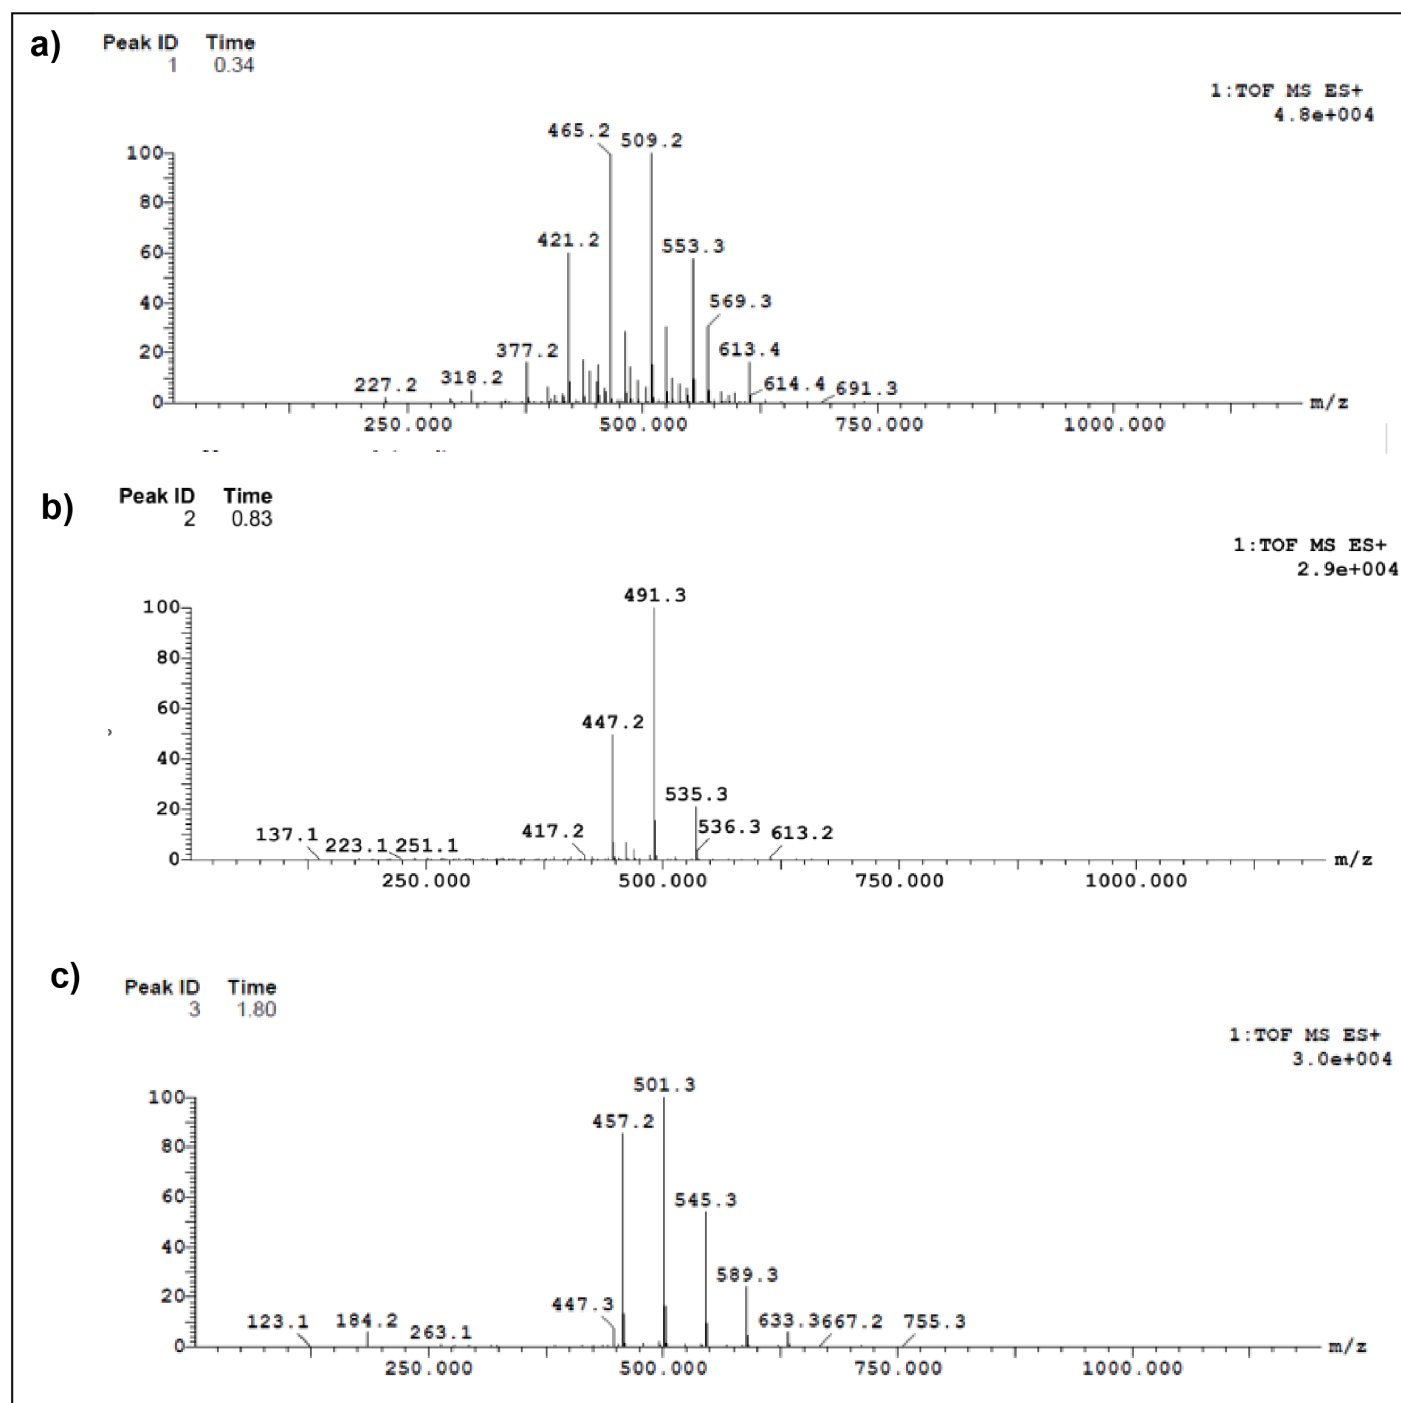 a)
Peak ID Time
1 0.34
1:TOF MS ES+
4.8e+004
465.2 509.2
100
80
421.2
553.3
60
569.3
40
377.2
613.4
20
227.2
318.2
614.4
691.3
0
m/z
250.000 500.000 750.000 1000.000
b)
Peak ID Time
2 0.83
1:TOF MS ES+
2.9e+004
491.3
100
80
447.2
60
40
535.3
20
417.2
536.3
613.2
137.1
223.1 251.1
0
m/z
250.000 500.000 750.000 1000.000
c)
Peak ID Time
3 1.80
1:TOF MS ES+
3.0e+004
501.3
100
457.2
80
545.3
60
40
589.3
20
447.3
123.1 184.2
263.1
633.3 667.2 755.3
0
m/z
250.000 500.000 750.000 1000.000